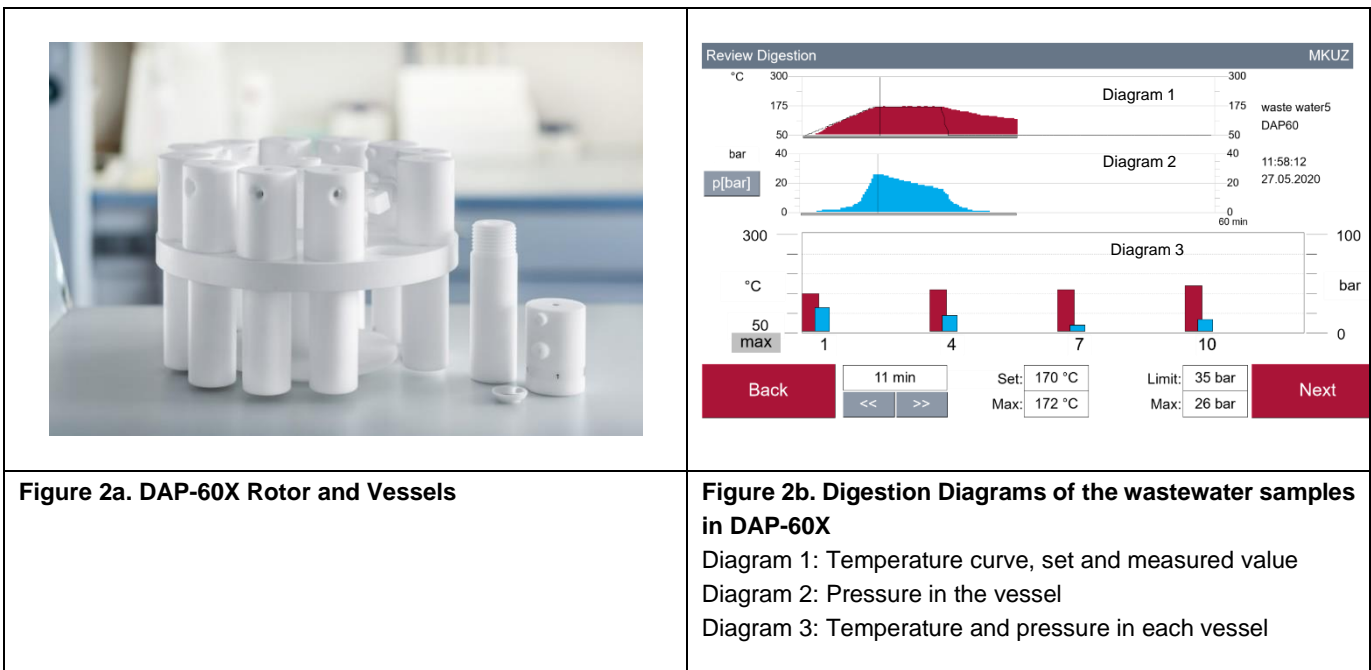 Review Digestion MKUZ
°C 300 300
Diagram 1
175 175 waste water5
DAP60
50 50
bar 40 40
Diagram 2 11:58:12
p[bar] 20 20 27.05.2020
0 0
60 min
300 100
Diagram 3
°C bar
50
max 0
1 4 7 10
Back 11 min Set: 170 °C Limit: 35 bar Next
<< >> Max: 172 °C Max: 26 bar
Figure 2a. DAP-60X Rotor and Vessels
Figure 2b. Digestion Diagrams of the wastewater samples
in DAP-60X
Diagram 1: Temperature curve, set and measured value
Diagram 2: Pressure in the vessel
Diagram 3: Temperature and pressure in each vessel